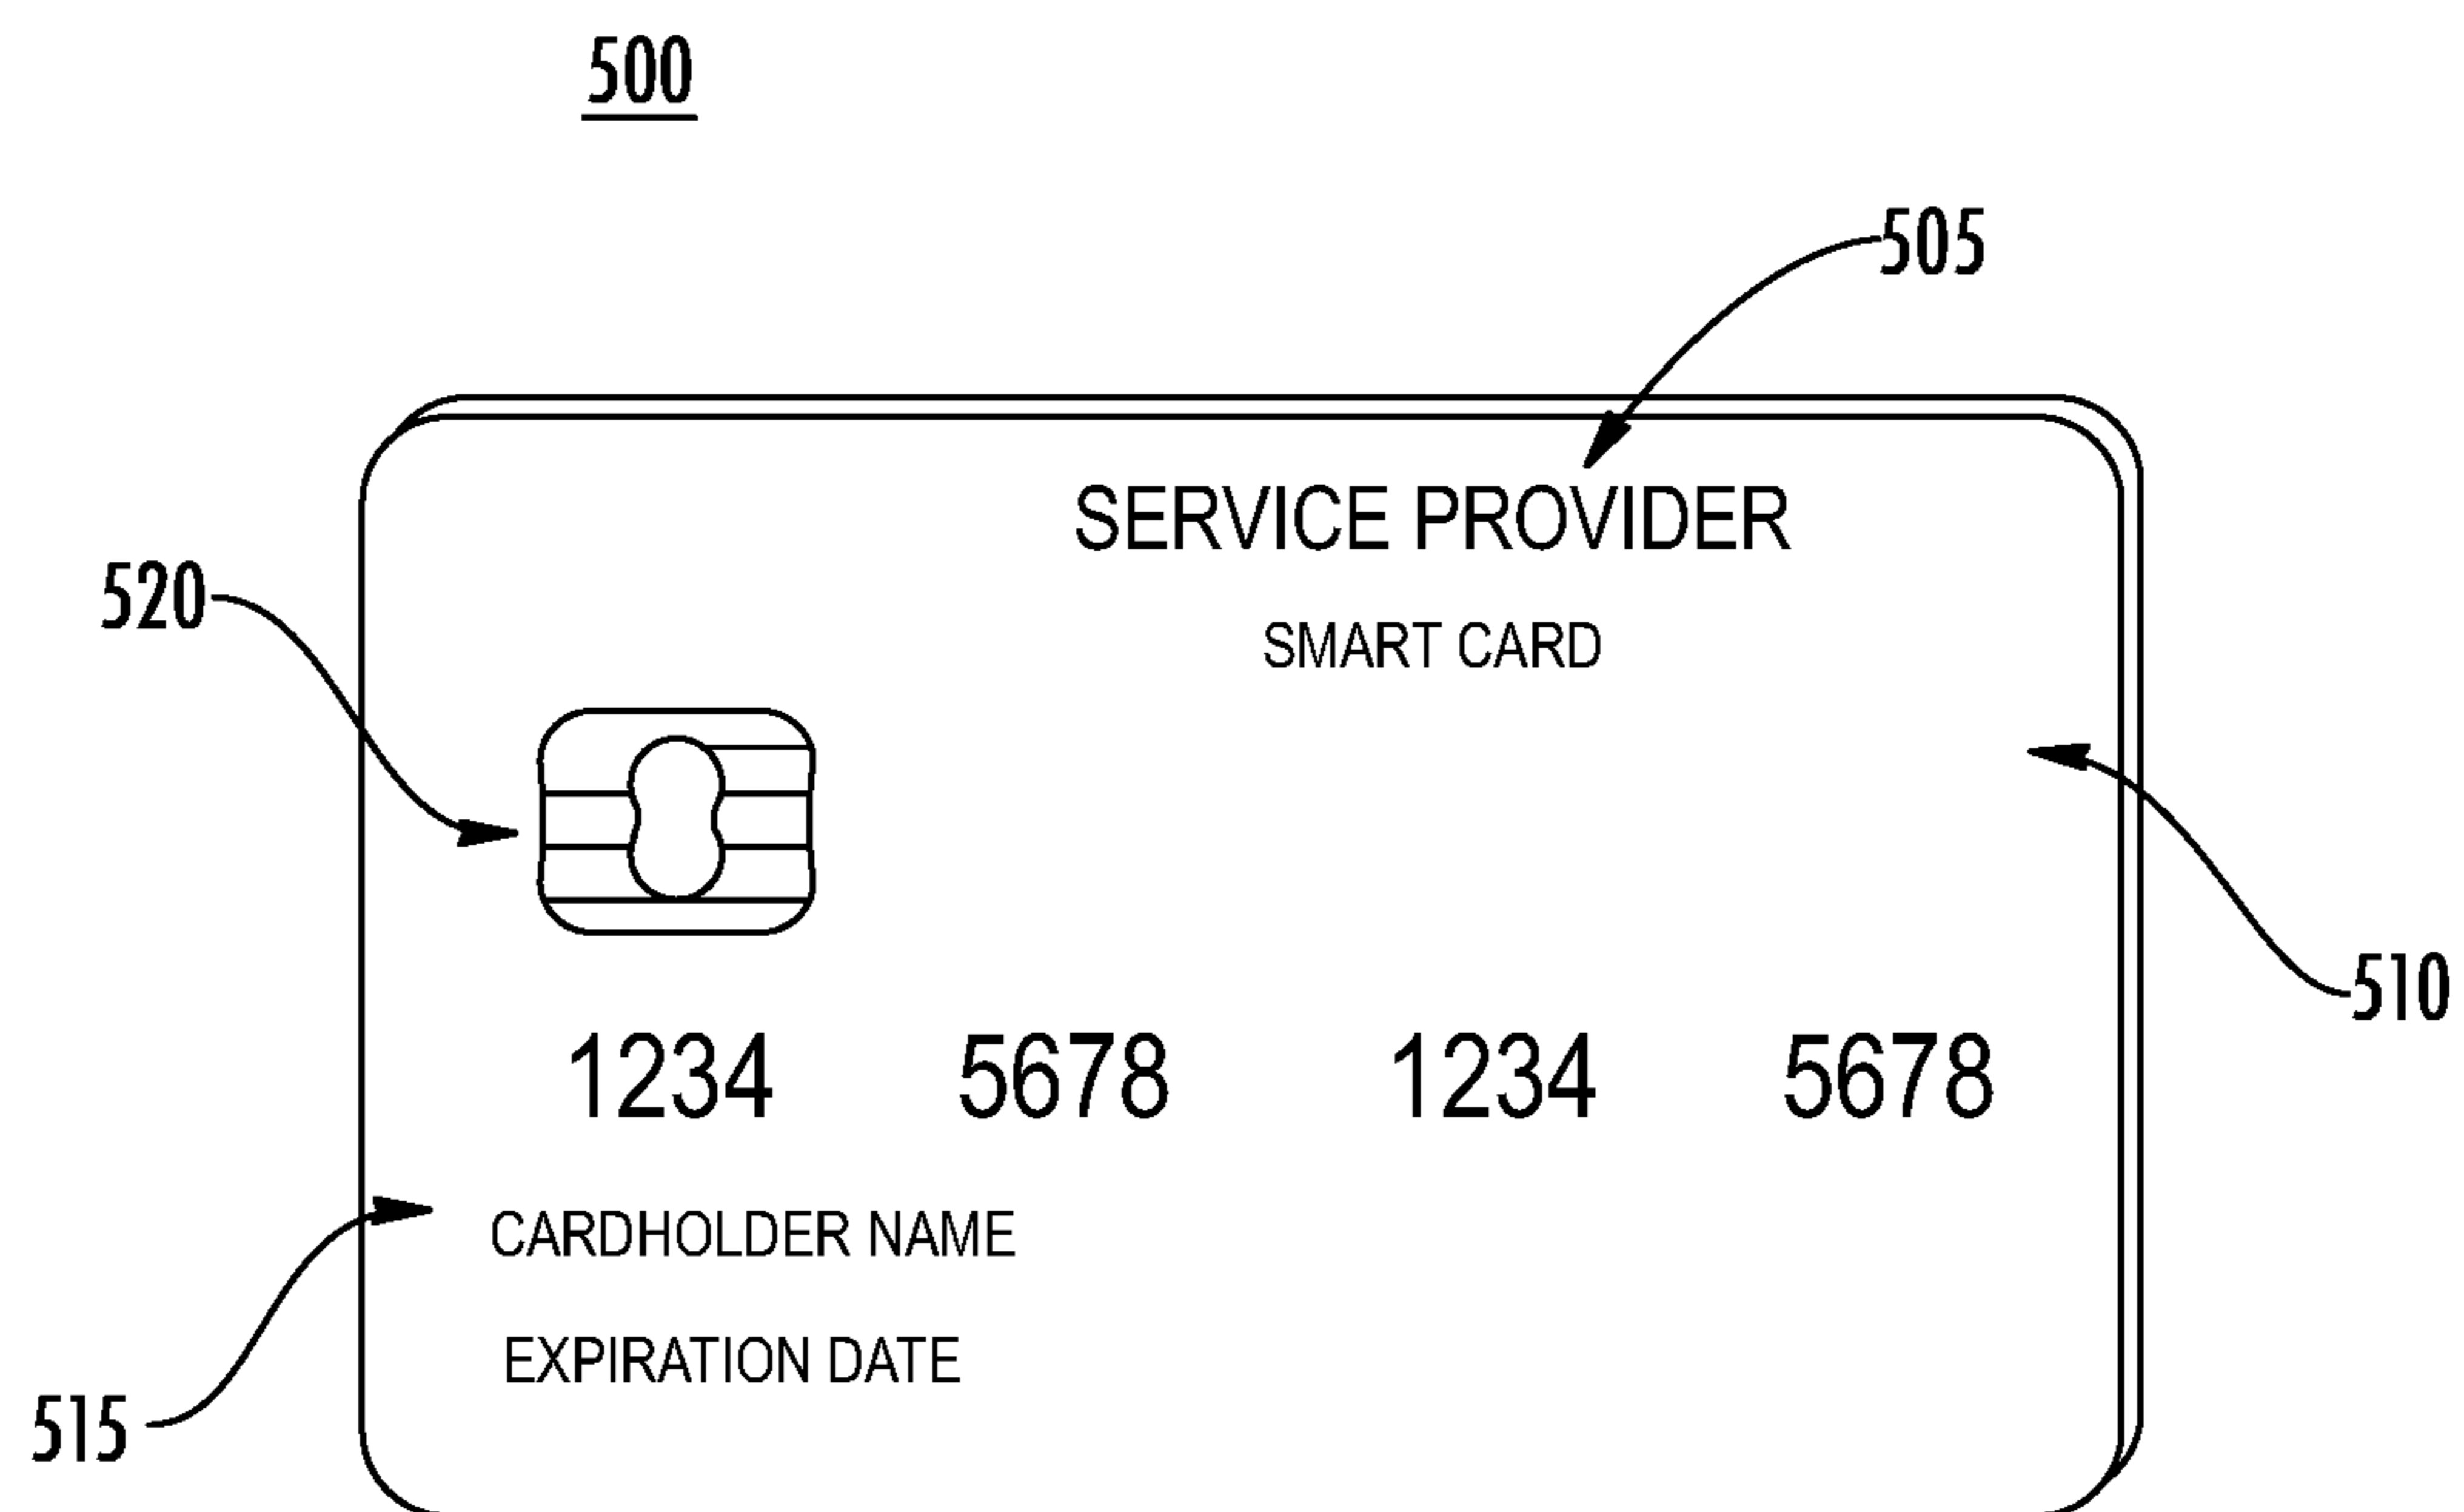 500
505
SERVICE PROVIDER
520
SMART CARD
510
1234 5678 1234 5678
CARDHOLDER NAME
EXPIRATION DATE
515